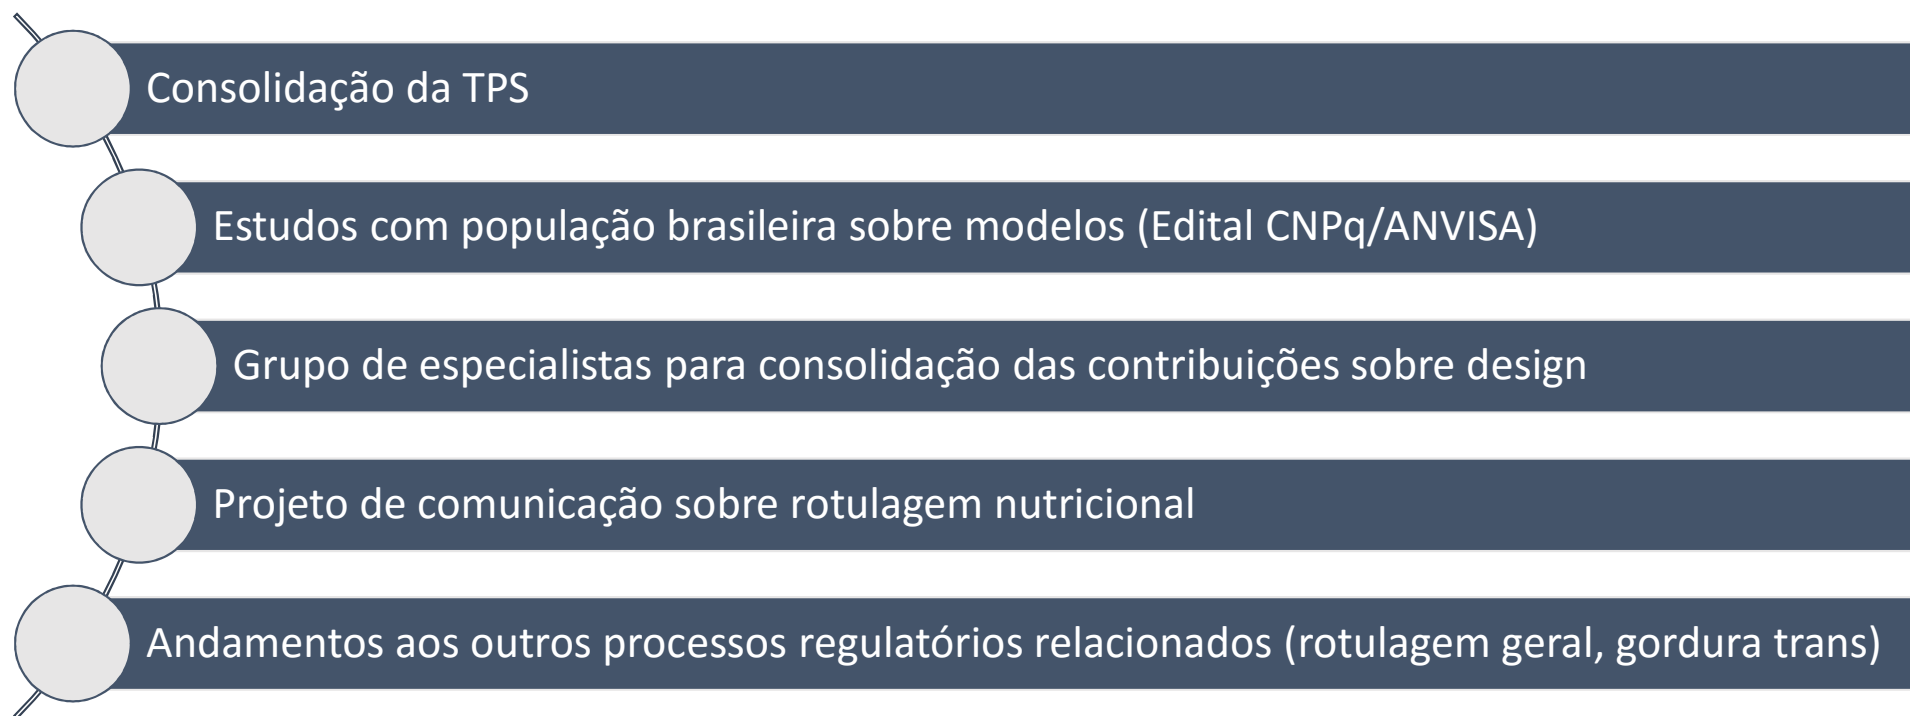 Consolidação da TPS
Estudos com população brasileira sobre modelos (Edital CNPq/ANVISA)
Grupo de especialistas para consolidação das contribuições sobre design
Projeto de comunicação sobre rotulagem nutricional
Andamentos aos outros processos regulatórios relacionados (rotulagem geral, gordura trans)